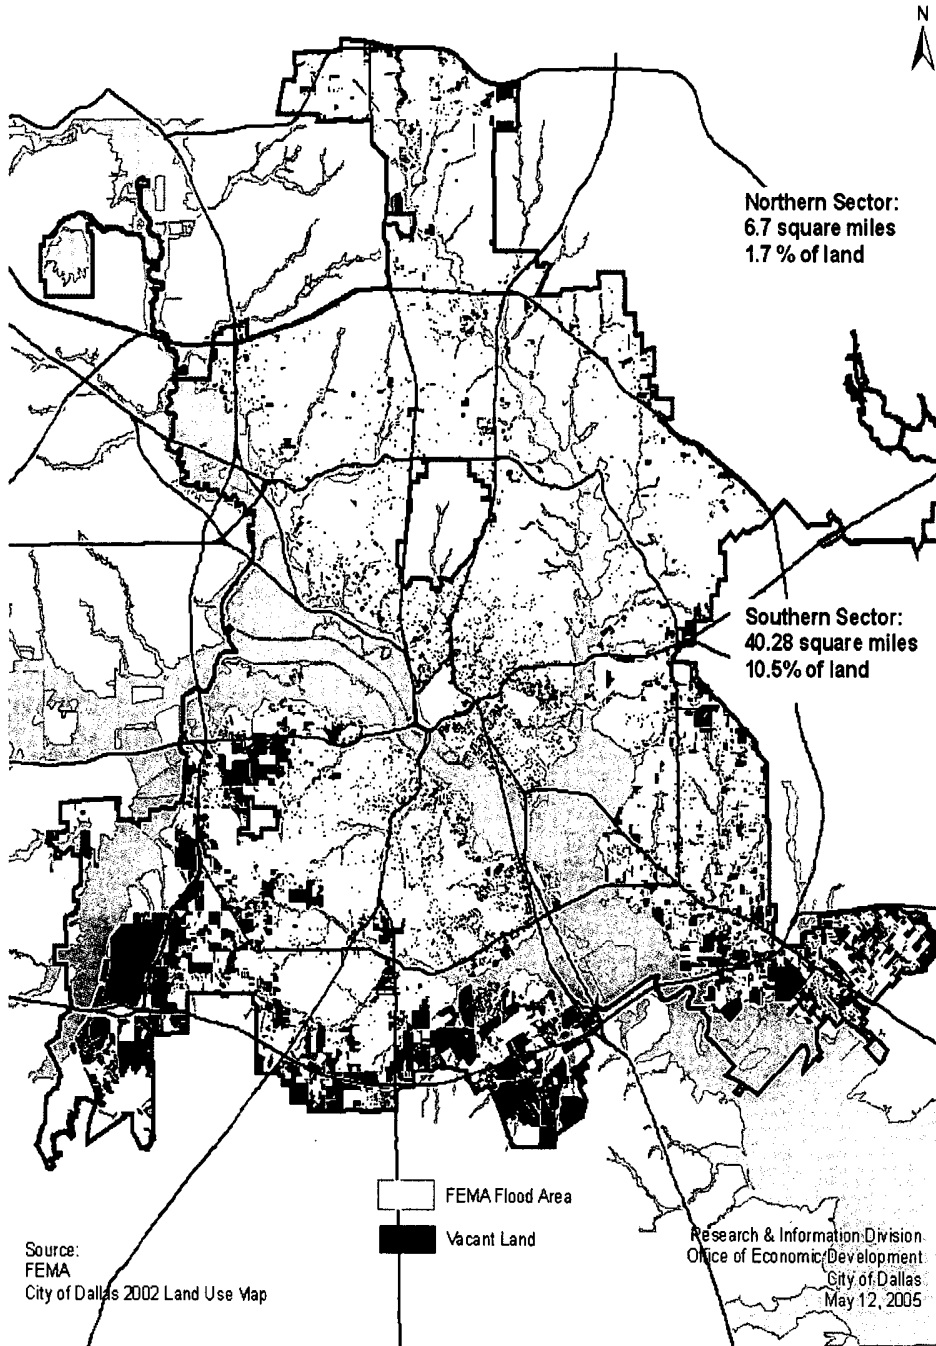 N
Northern Sector:
6.7 square miles
1.7 % of land
Southern Sector:
40.28 square miles
10.5% of land
FEMA Flood Area
Vacant Land
Source:
FEMA
City of Dallas 2002 Land Use Map
Research & Information Division
Office of Economic Development
City of Dallas
May 12, 2005